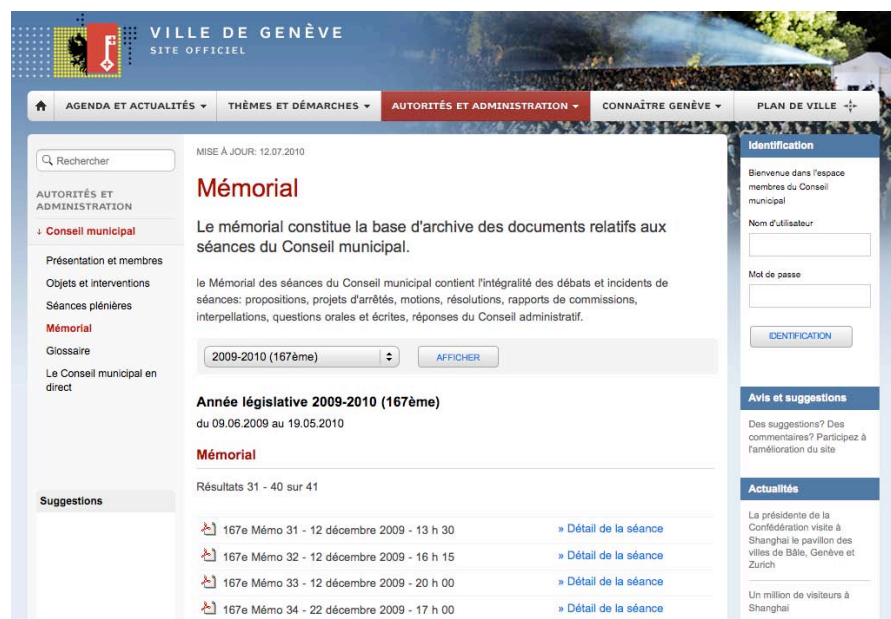 VILLE DE GENÈVE
SITE OFFICIEL
AGENDA ET ACTUALITÉS
THÈMES ET DÉMARCHES
AUTORITÉS ET ADMINISTRATION
CONNAÎTRE GENÈVE
PLAN DE VILLE
Rechercher
AUTORITÉS ET
ADMINISTRATION
↓ Conseil municipal
Présentation et membres
Objets et interventions
Séances plénières
Mémorial
Glossaire
Le Conseil municipal en
direct
Suggestions
MISE À JOUR: 12.07.2010
Mémorial
Le mémorial constitue la base d'archive des documents relatifs aux
séances du Conseil municipal.
le Mémorial des séances du Conseil municipal contient l'intégralité des débats et incidents de
séances: propositions, projets d'arrêtés, motions, résolutions, rapports de commissions,
interpellations, questions orales et écrites, réponses du Conseil administratif.
2009-2010 (167ème)
AFFICHER
Année législative 2009-2010 (167ème)
du 09.06.2009 au 19.05.2010
Mémorial
Résultats 31 - 40 sur 41
167e Mémo 31 - 12 décembre 2009 - 13 h 30 » Détail de la séance
167e Mémo 32 - 12 décembre 2009 - 16 h 15 » Détail de la séance
167e Mémo 33 - 12 décembre 2009 - 20 h 00 » Détail de la séance
167e Mémo 34 - 22 décembre 2009 - 17 h 00 » Détail de la séance
Identification
Bienvenue dans l'espace
membres du Conseil
municipal
Nom d'utilisateur
Mot de passe
IDENTIFICATION
Avis et suggestions
Des suggestions? Des
commentaires? Participez à
l'amélioration du site
Actualités
La présidente de la
Confédération visite à
Shanghai le pavillon des
villes de Bâle, Genève et
Zurich
Un million de visiteurs à
Shanghai